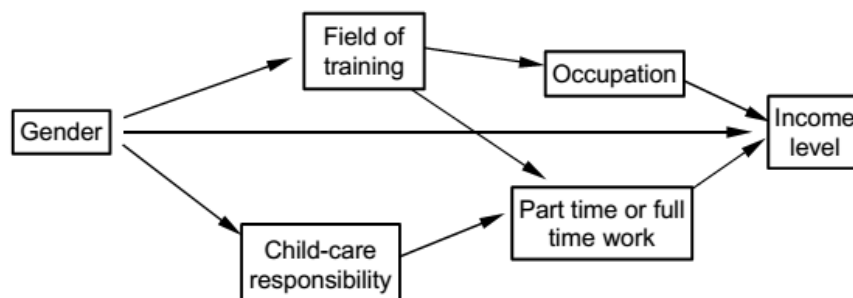 Field of
training
Occupation
Gender
Income
level
Part time or full
time work
Child-care
responsibility